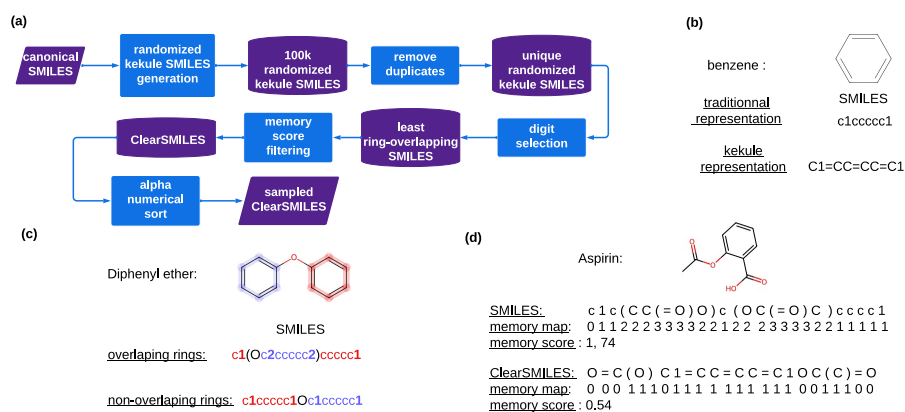 (a)
canonical
SMILES
randomized
kekule SMILES
generation
100k
randomized
kekule SMILES
remove
duplicates
unique
randomized
kekule SMILES
ClearSMILES
memory
score
filtering
least
ring-overlapping
SMILES
digit
selection
alpha
numerical
sort
sampled
ClearSMILES
(b)
benzene :
SMILES
traditionnal
representation
c1ccccc1
kekule
representation
C1=CC=CC=C1
(c)
Diphenyl ether:
O
SMILES
overlaping rings: c1(Oc2ccccc2)ccccc1
non-overlaping rings: c1ccccc1Oc1ccccc1
(d)
Aspirin:
O
O
O
HO
SMILES: c 1 c ( C C ( = O ) O ) c ( O C ( = O ) C ) c c c c 1
memory map: 0 1 1 2 2 2 3 3 3 3 2 2 1 2 2 2 3 3 3 3 2 2 1 1 1 1 1
memory score : 1, 74
ClearSMILES: O = C ( O ) C 1 = C C = C C = C 1 O C ( C ) = O
memory map: 0 0 0 1 1 1 0 1 1 1 1 1 1 1 1 1 1 0 0 1 1 1 0 0
memory score : 0.54